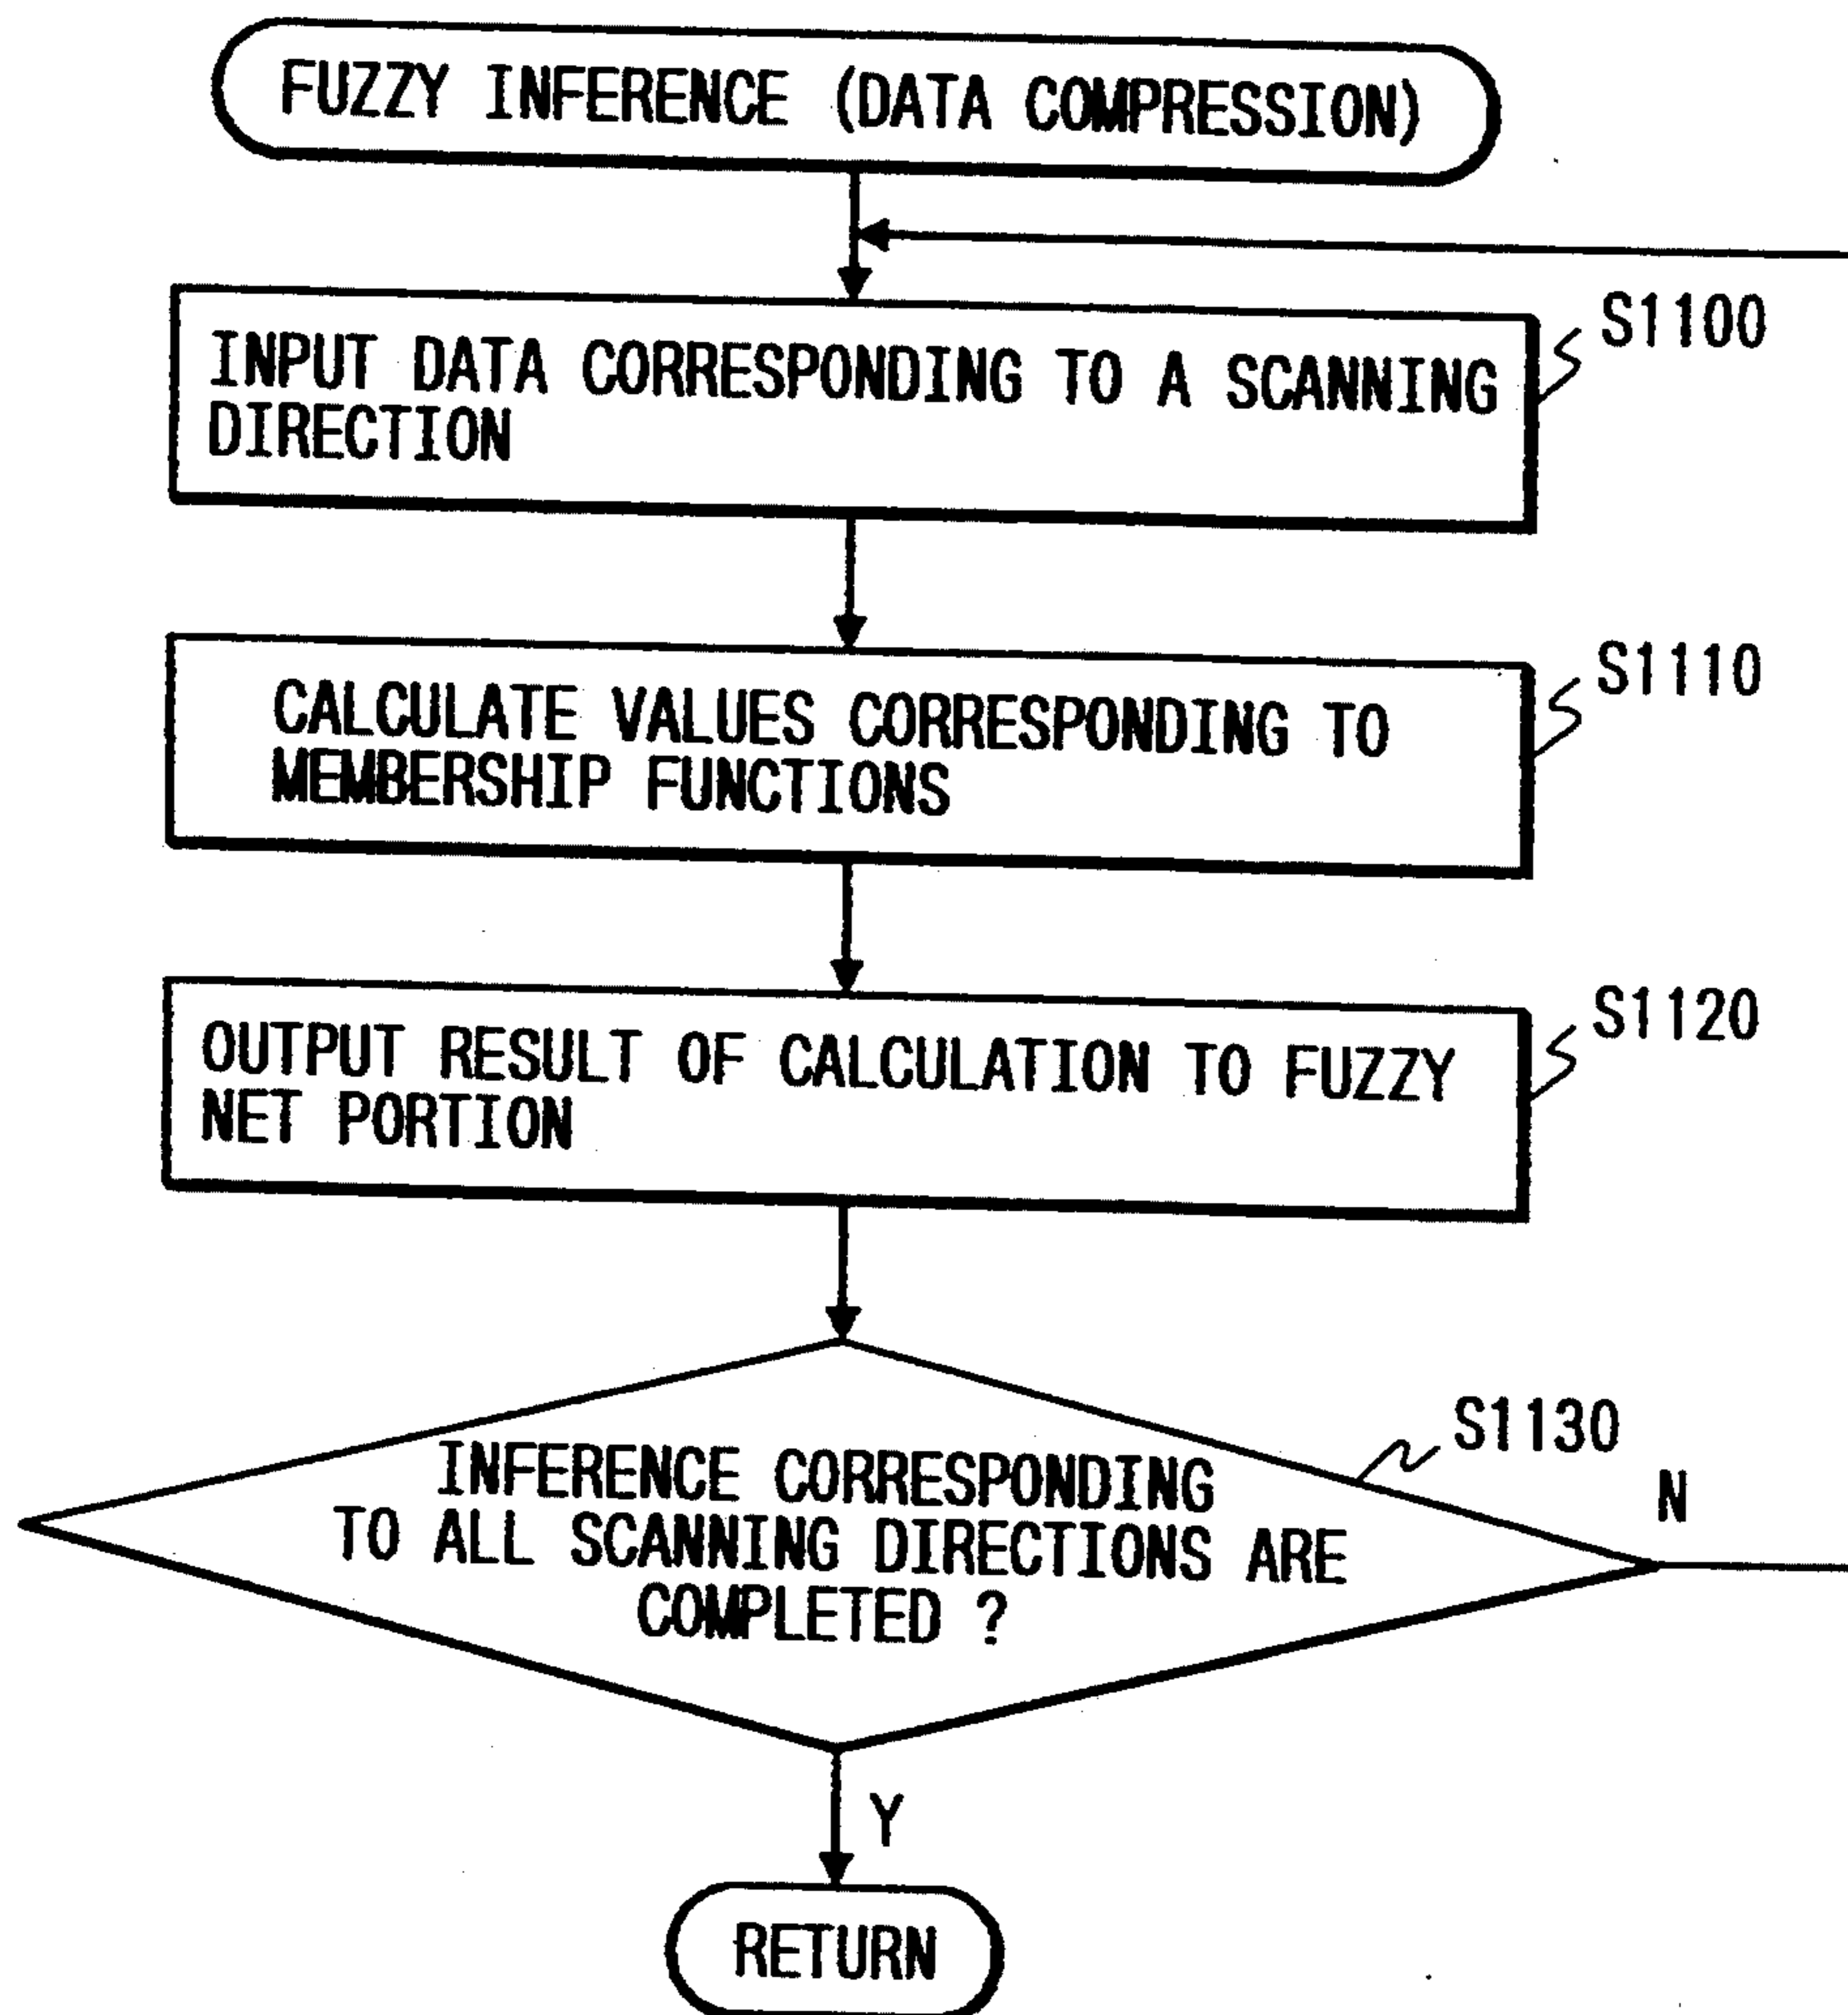 FUZZY INFERENCE (DATA COMPRESSION)
S1100
INPUT DATA CORRESPONDING TO A SCANNING
DIRECTION
S1110
CALCULATE VALUES CORRESPONDING TO
MEMBERSHIP FUNCTIONS
S1120
OUTPUT RESULT OF CALCULATION TO FUZZY
NET PORTION
S1130
INFERENCE CORRESPONDING
TO ALL SCANNING DIRECTIONS ARE
COMPLETED ?
N
Y
RETURN